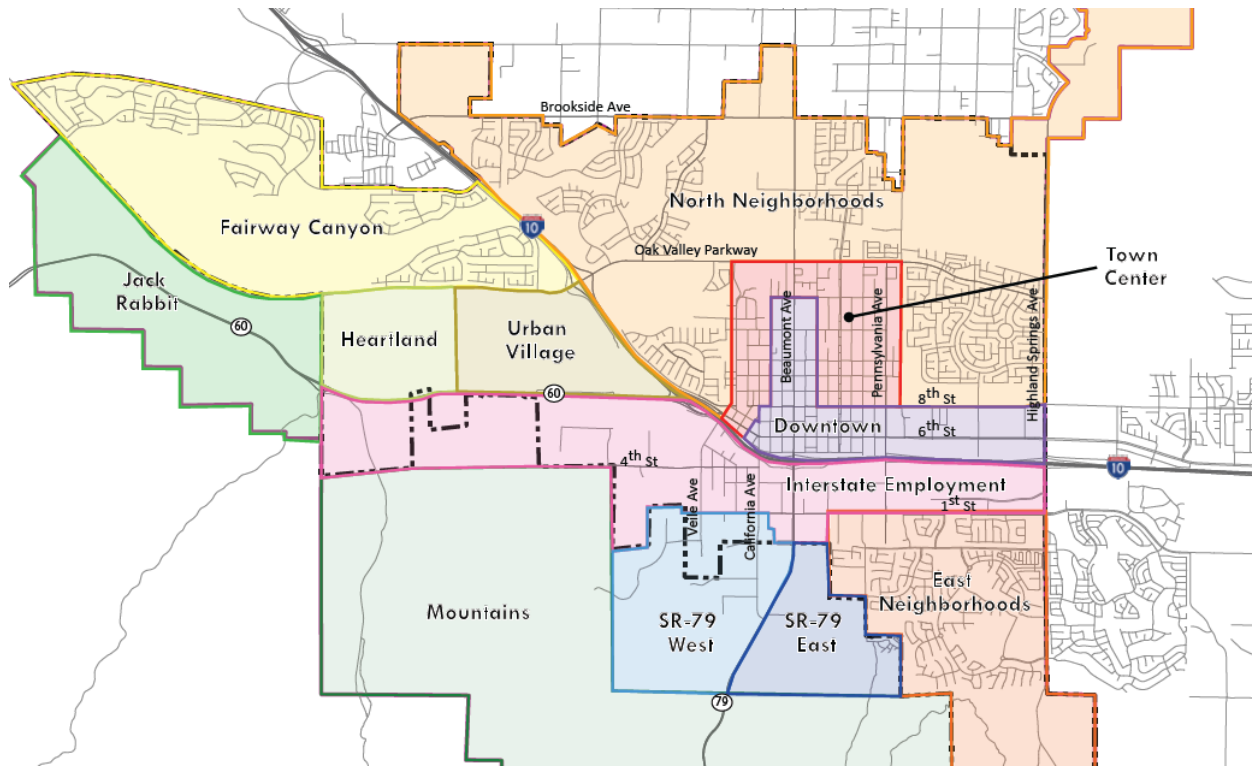 Brookside Ave
North Neighborhoods
Fairway Canyon
10
Oak Valley Parkway
Town
Center
Jack
Rabbit
60
Heartland
Urban
Village
Beaumont Ave
Pennsylvania Ave
Highland Springs Ave
60
8th St
Downtown
6th St
4th St
10
Interstate Employment
1st St
Veile Ave
California Ave
Mountains
SR-79
West
SR-79
East
East
Neighborhoods
79